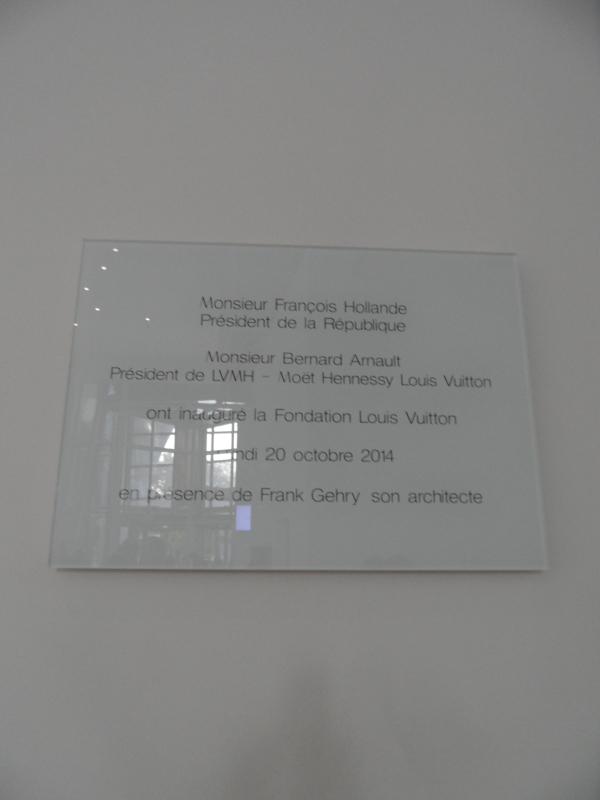 Monsieur François Hollande
Président de la République
Monsieur Bernard Arnault
Président de LVMH – Moët Hennessy Louis Vuitton
ont inauguré la Fondation Louis Vuitton
lundi 20 octobre 2014
en présence de Frank Gehry son architecte